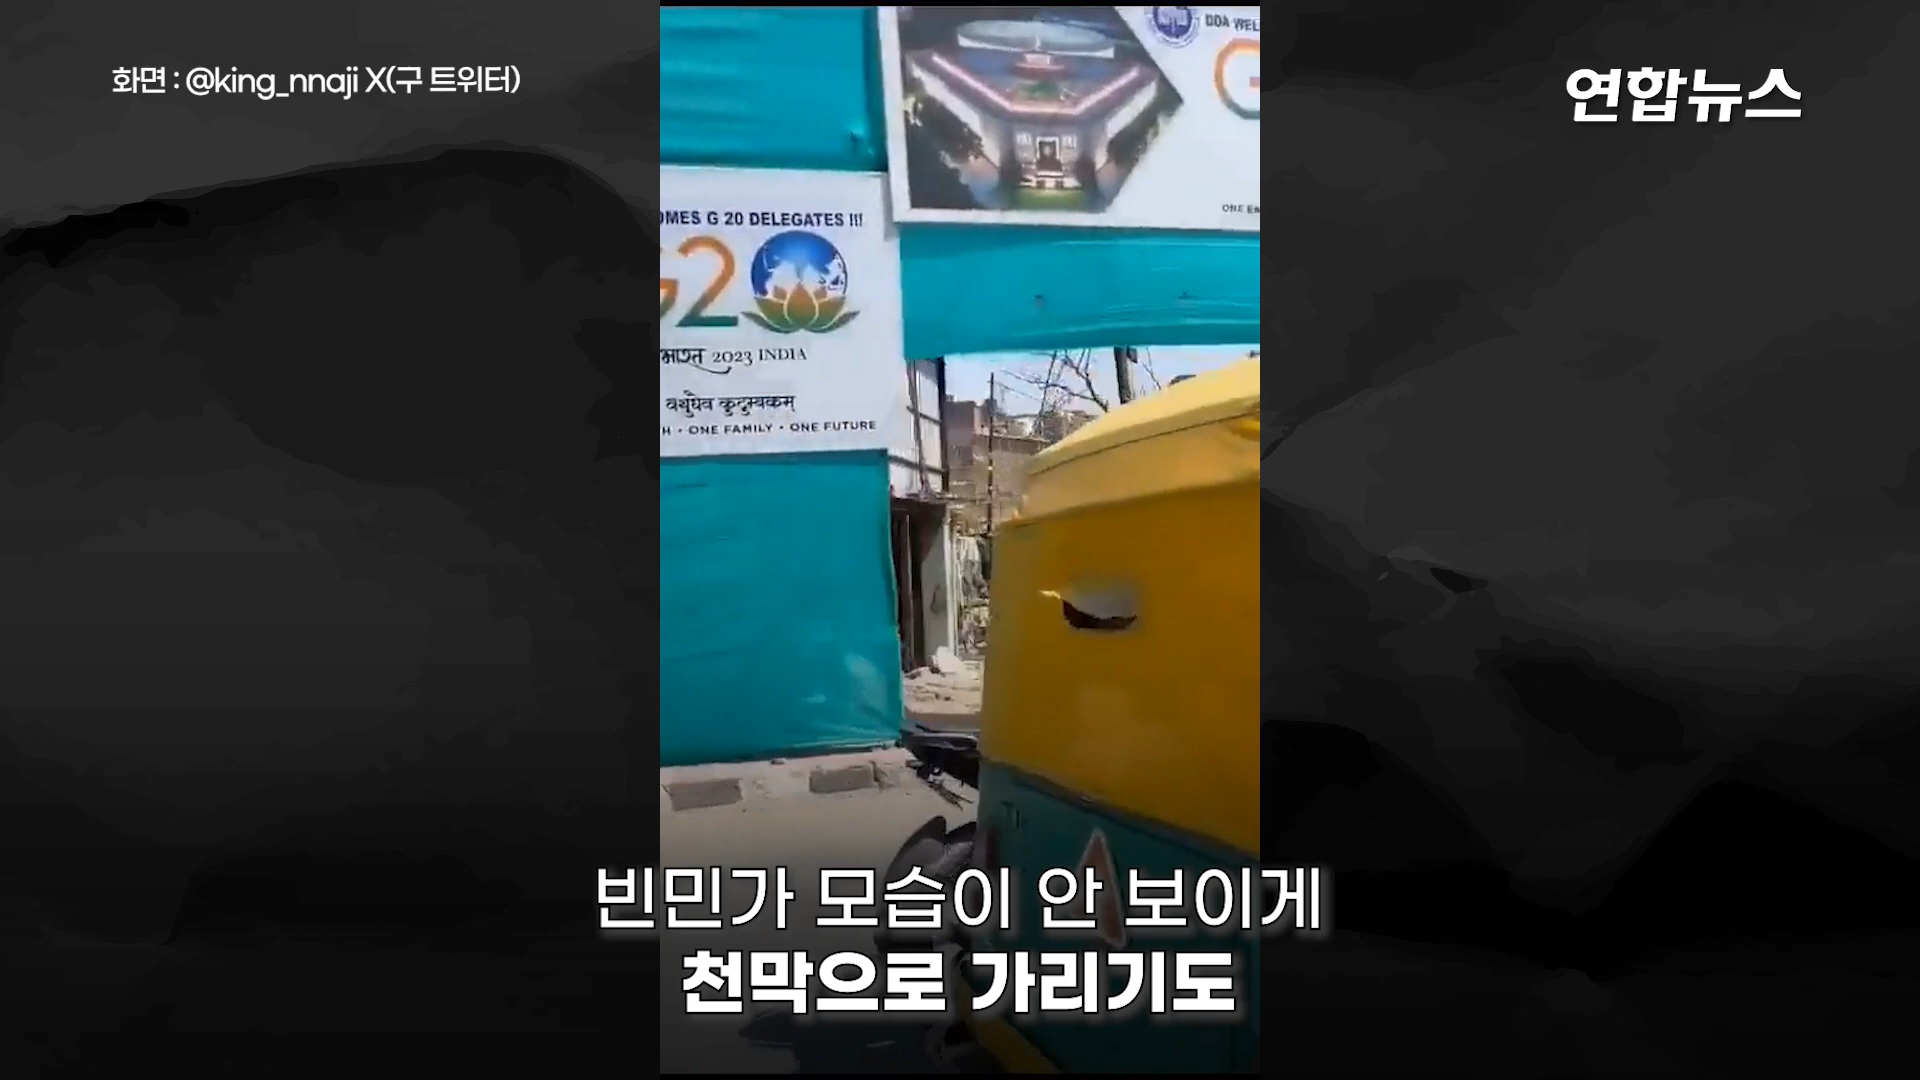 화면 : @king_nnaji X(구 트위터)
연합뉴스
DDA WEL
G
ONE EA
OMES G 20 DELEGATES !!!
G20
भारत 2023 INDIA
वसुधैव कुटुम्बकम्
H • ONE FAMILY • ONE FUTURE
빈민가 모습이 안 보이게
천막으로 가리기도